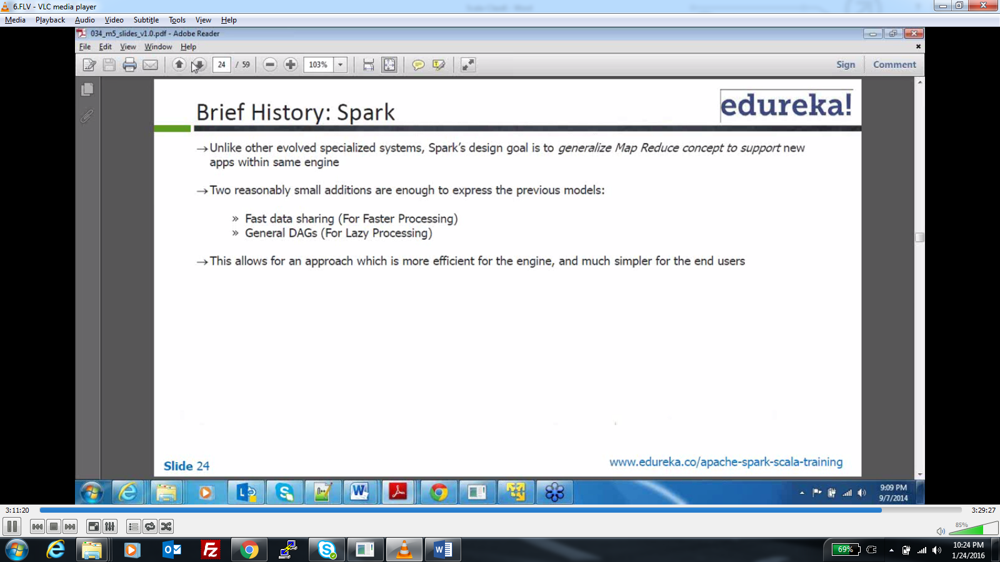 6.FLV - VLC media player
Media Playback Audio Video Subtitle Tools View Help
034_m5_slides_v1.0.pdf - Adobe Reader
File Edit View Window Help
24 / 59 103% Sign Comment
Brief History: Spark
edureka!
→Unlike other evolved specialized systems, Spark's design goal is to generalize Map Reduce concept to support new
apps within same engine
→Two reasonably small additions are enough to express the previous models:
» Fast data sharing (For Faster Processing)
» General DAGs (For Lazy Processing)
→This allows for an approach which is more efficient for the engine, and much simpler for the end users
Slide 24
www.edureka.co/apache-spark-scala-training
9:09 PM
9/7/2014
3:11:20
3:29:27
85%
69%
10:24 PM
1/24/2016